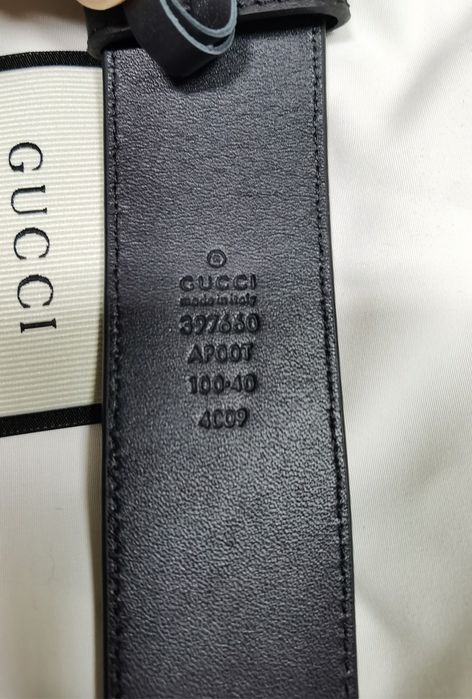 GUCCI
GUCCI
made in italy
397660
AP00T
100·40
4C09